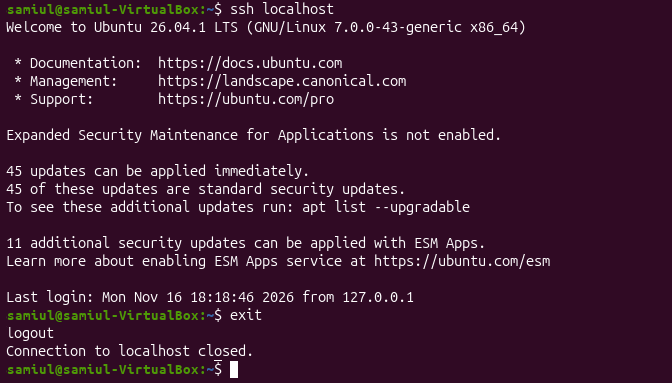 samiul@samiul-VirtualBox:~$ ssh localhost
Welcome to Ubuntu 26.04.1 LTS (GNU/Linux 7.0.0-43-generic x86_64)

 * Documentation:  https://docs.ubuntu.com
 * Management:     https://landscape.canonical.com
 * Support:        https://ubuntu.com/pro

Expanded Security Maintenance for Applications is not enabled.

45 updates can be applied immediately.
45 of these updates are standard security updates.
To see these additional updates run: apt list --upgradable

11 additional security updates can be applied with ESM Apps.
Learn more about enabling ESM Apps service at https://ubuntu.com/esm

Last login: Mon Nov 16 18:18:46 2026 from 127.0.0.1
samiul@samiul-VirtualBox:~$ exit
logout
Connection to localhost closed.
samiul@samiul-VirtualBox:~$